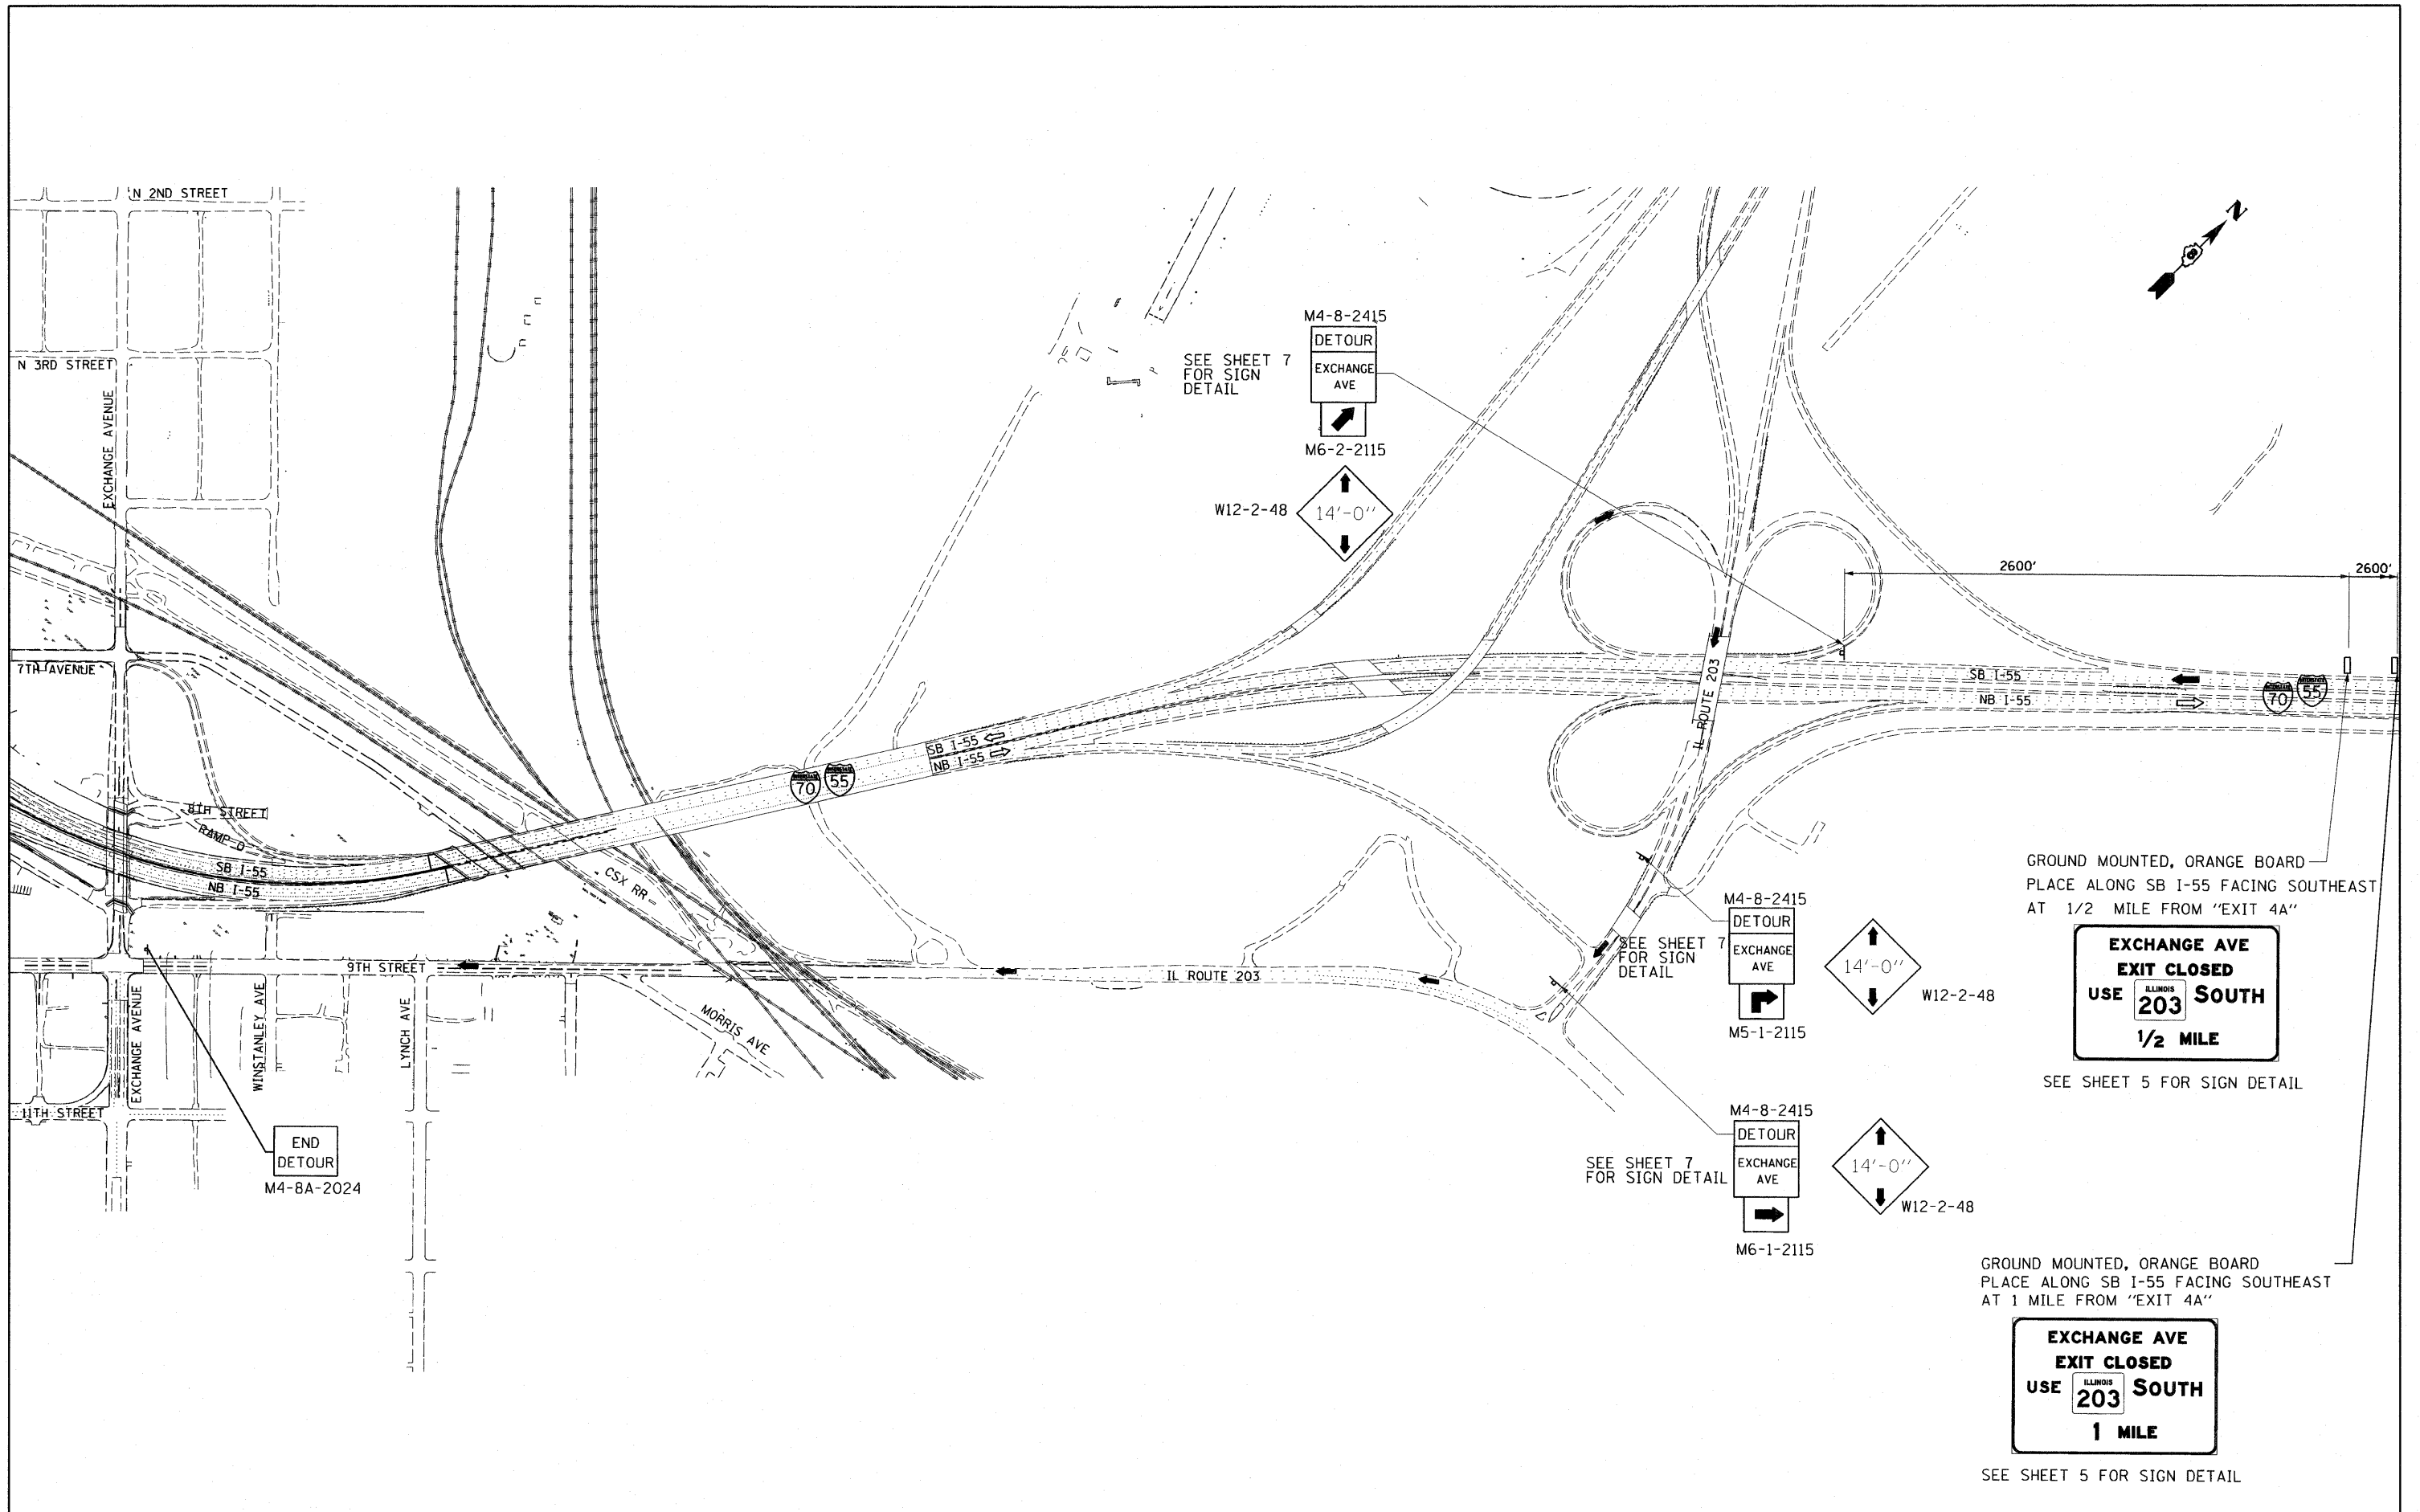 N 2ND STREET
N 3RD STREET
EXCHANGE AVENUE
7TH AVENUE
8TH STREET
RAMP D
SB I-55
NB I-55
CSX RR
9TH STREET
EXCHANGE AVENUE
WINSTANLEY AVE
LYNCH AVE
MORRIS AVE
11TH STREET
END
DETOUR
M4-8A-2024
70
55
SB I-55
NB I-55
IL ROUTE 203
M4-8-2415
DETOUR
EXCHANGE
AVE
M6-2-2115
SEE SHEET 7
FOR SIGN
DETAIL
W12-2-48
14'-0"
N
2600'
2600'
IL ROUTE 203
SB I-55
NB I-55
70
55
M4-8-2415
DETOUR
EXCHANGE
AVE
M5-1-2115
SEE SHEET 7
FOR SIGN
DETAIL
14'-0"
W12-2-48
M4-8-2415
DETOUR
EXCHANGE
AVE
M6-1-2115
SEE SHEET 7
FOR SIGN DETAIL
14'-0"
W12-2-48
GROUND MOUNTED, ORANGE BOARD
PLACE ALONG SB I-55 FACING SOUTHEAST
AT 1/2 MILE FROM "EXIT 4A"
EXCHANGE AVE
EXIT CLOSED
USE ILLINOIS 203 SOUTH
1/2 MILE
SEE SHEET 5 FOR SIGN DETAIL
GROUND MOUNTED, ORANGE BOARD
PLACE ALONG SB I-55 FACING SOUTHEAST
AT 1 MILE FROM "EXIT 4A"
EXCHANGE AVE
EXIT CLOSED
USE ILLINOIS 203 SOUTH
1 MILE
SEE SHEET 5 FOR SIGN DETAIL